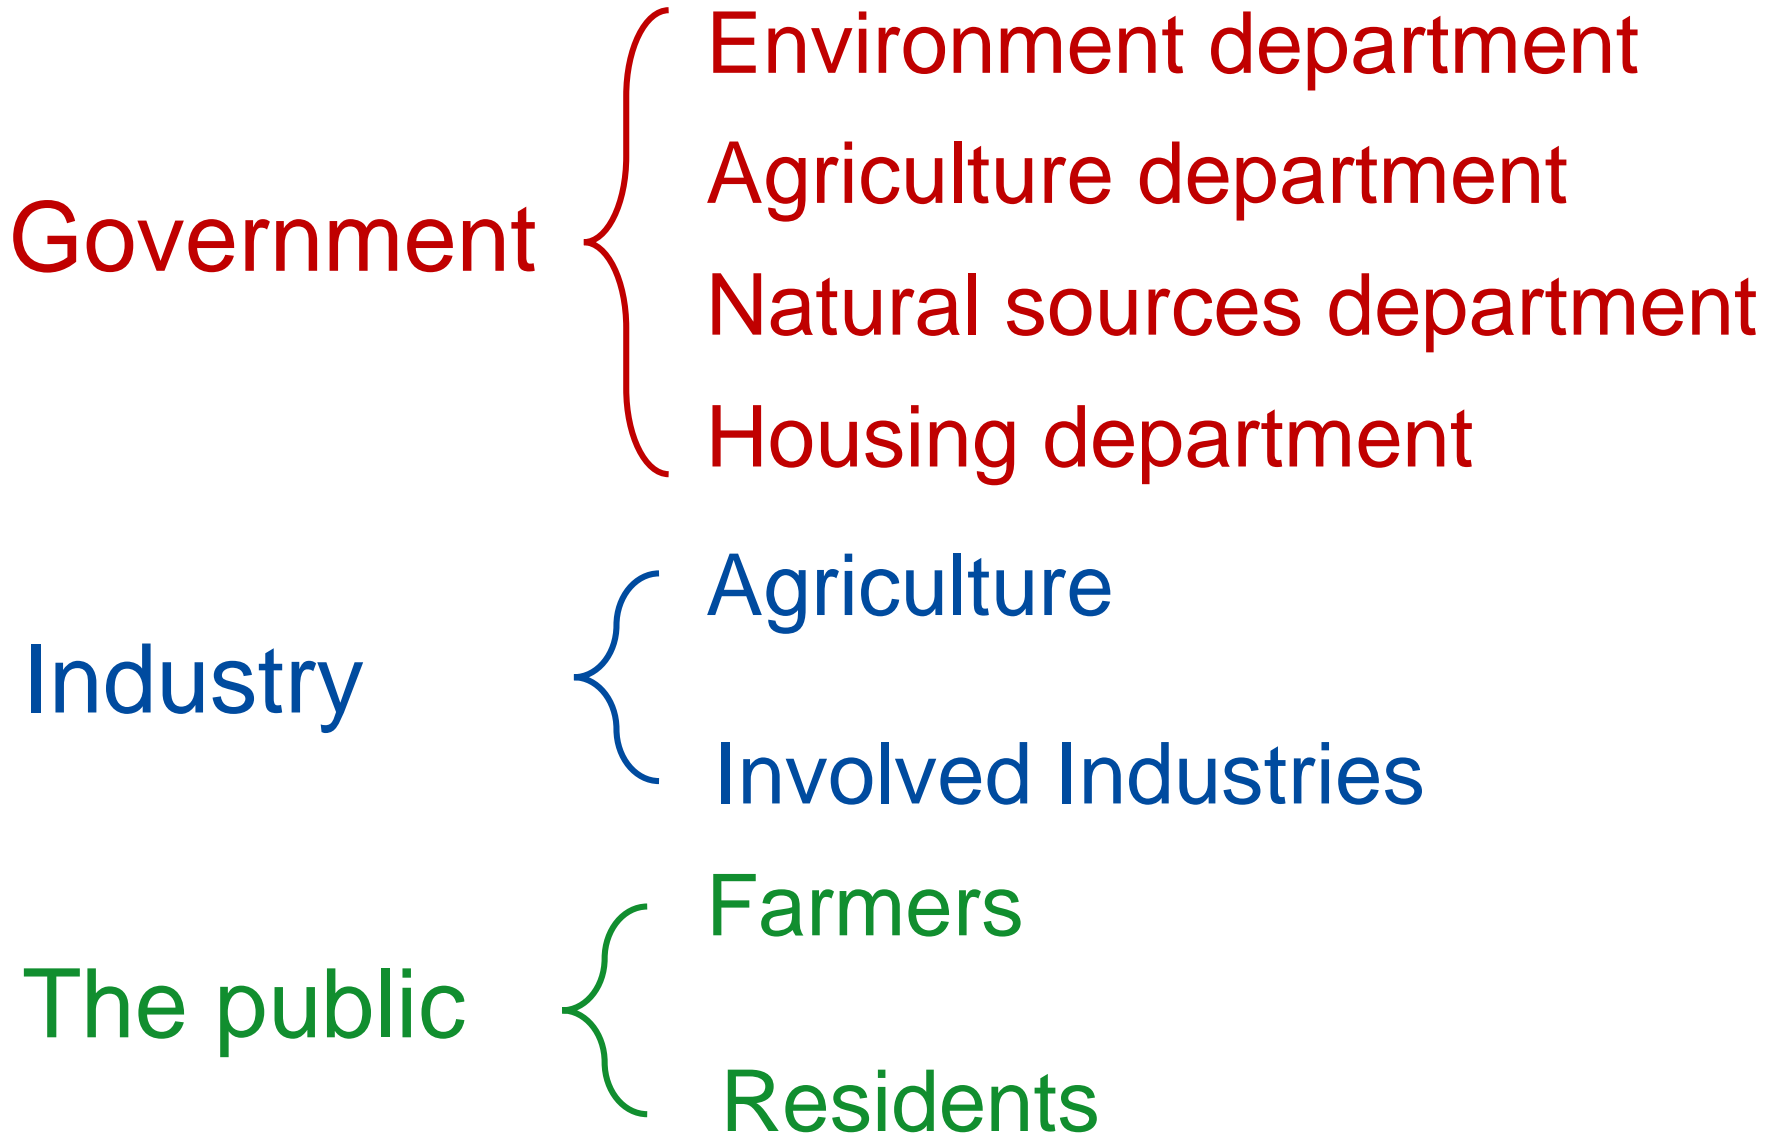 Government
Environment department
Agriculture department
Natural sources department
Housing department
Industry
Agriculture
Involved Industries
The public
Farmers
Residents